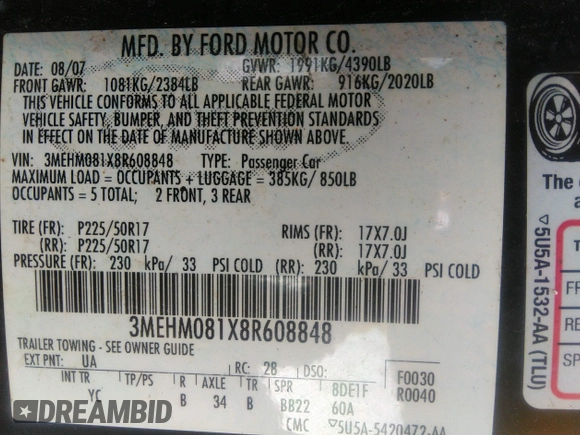 MFD. BY FORD MOTOR CO.
DATE: 08/07 GVWR: 1991KG/4390LB
FRONT GAWR: 1081KG/2384LB REAR GAWR: 916KG/2020LB
THIS VEHICLE CONFORMS TO ALL APPLICABLE FEDERAL MOTOR
VEHICLE SAFETY, BUMPER, AND THEFT PREVENTION STANDARDS
IN EFFECT ON THE DATE OF MANUFACTURE SHOWN ABOVE.
VIN: 3MEHM081X8R608848 TYPE: Passenger Car
MAXIMUM LOAD = OCCUPANTS + LUGGAGE = 385KG/ 850LB
OCCUPANTS = 5 TOTAL; 2 FRONT, 3 REAR
TIRE (FR): P225/50R17 RIMS (FR): 17X7.0J
(RR): P225/50R17 (RR): 17X7.0J
PRESSURE (FR): 230 kPa/ 33 PSI COLD (RR): 230 kPa/ 33 PSI COLD
3MEHM081X8R608848
TRAILER TOWING - SEE OWNER GUIDE
EXT PNT: UA RC: 28 DSO: F0030
INT TR TP/PS R AXLE TR SPR 8DE1F R0040
YC B 34 B BB22 60A
CMC ▽5U5A-5420472-AA
The
▽5U5A-1532-AA (TLU)
DREAMBID